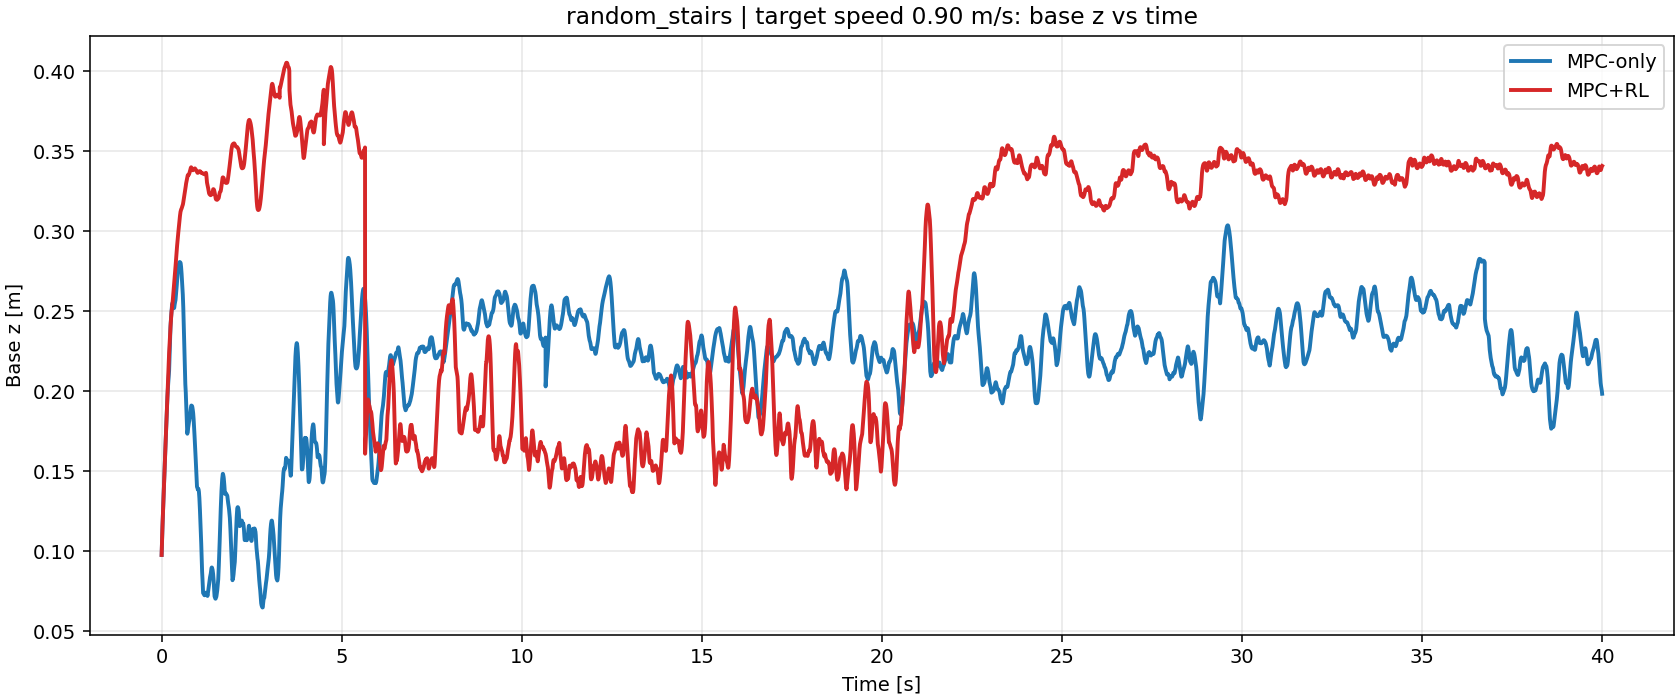 random_stairs | target speed 0.90 m/s: base z vs time
MPC-only
MPC+RL
Base z [m]
0.40
0.35
0.30
0.25
0.20
0.15
0.10
0.05
0 5 10 15 20 25 30 35 40
Time [s]